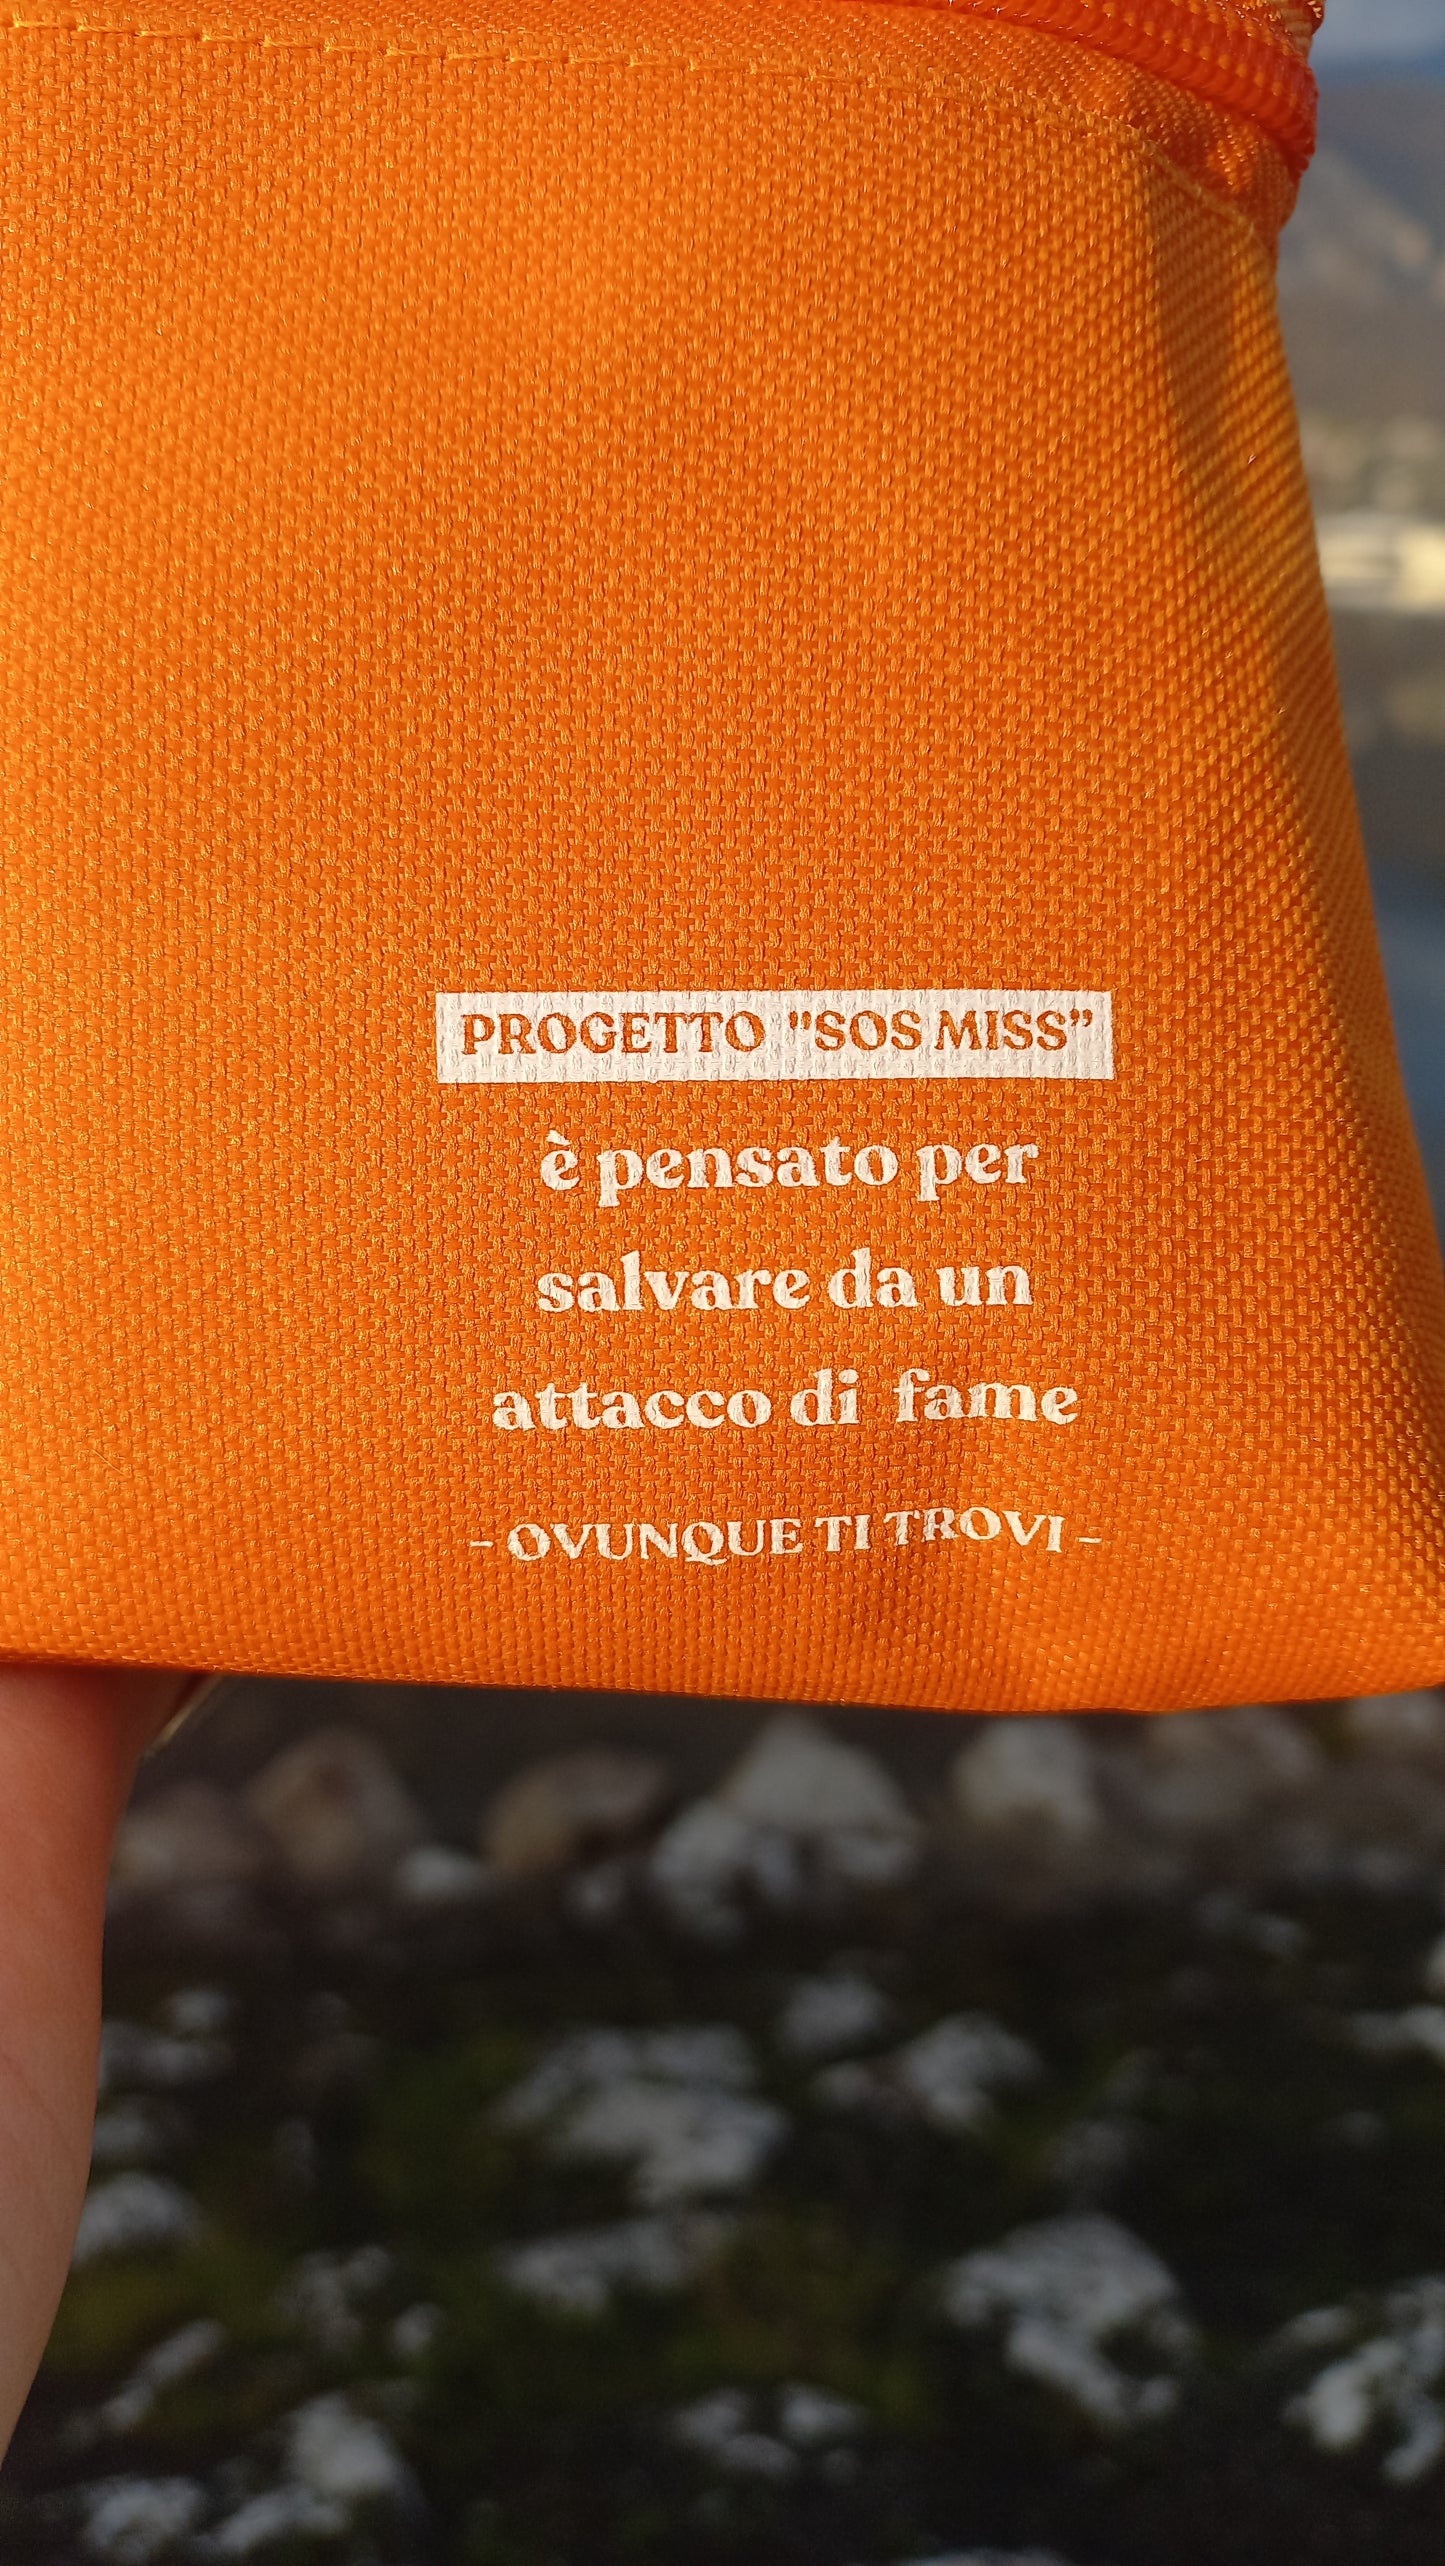 PROGETTO "SOS MISS”
è pensato per
salvare da un
attacco di fame
- OVUNQUE TI TROVI -